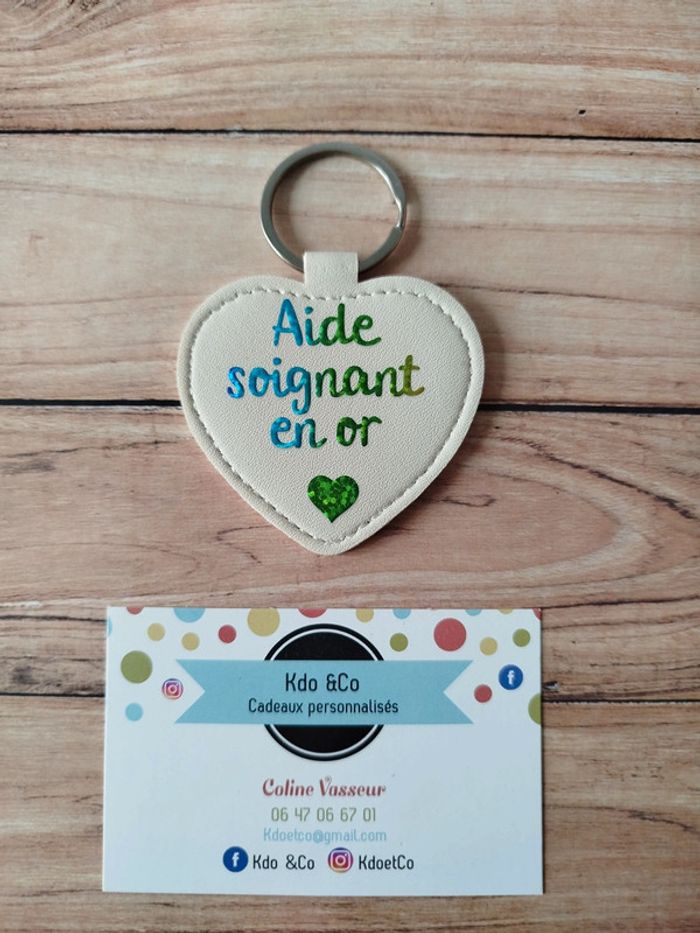 Aide
soignant
en or
Kdo &Co
Cadeaux personnalisés
Coline Vasseur
06 47 06 67 01
Kdoetco@gmail.com
Kdo &Co KdoetCo